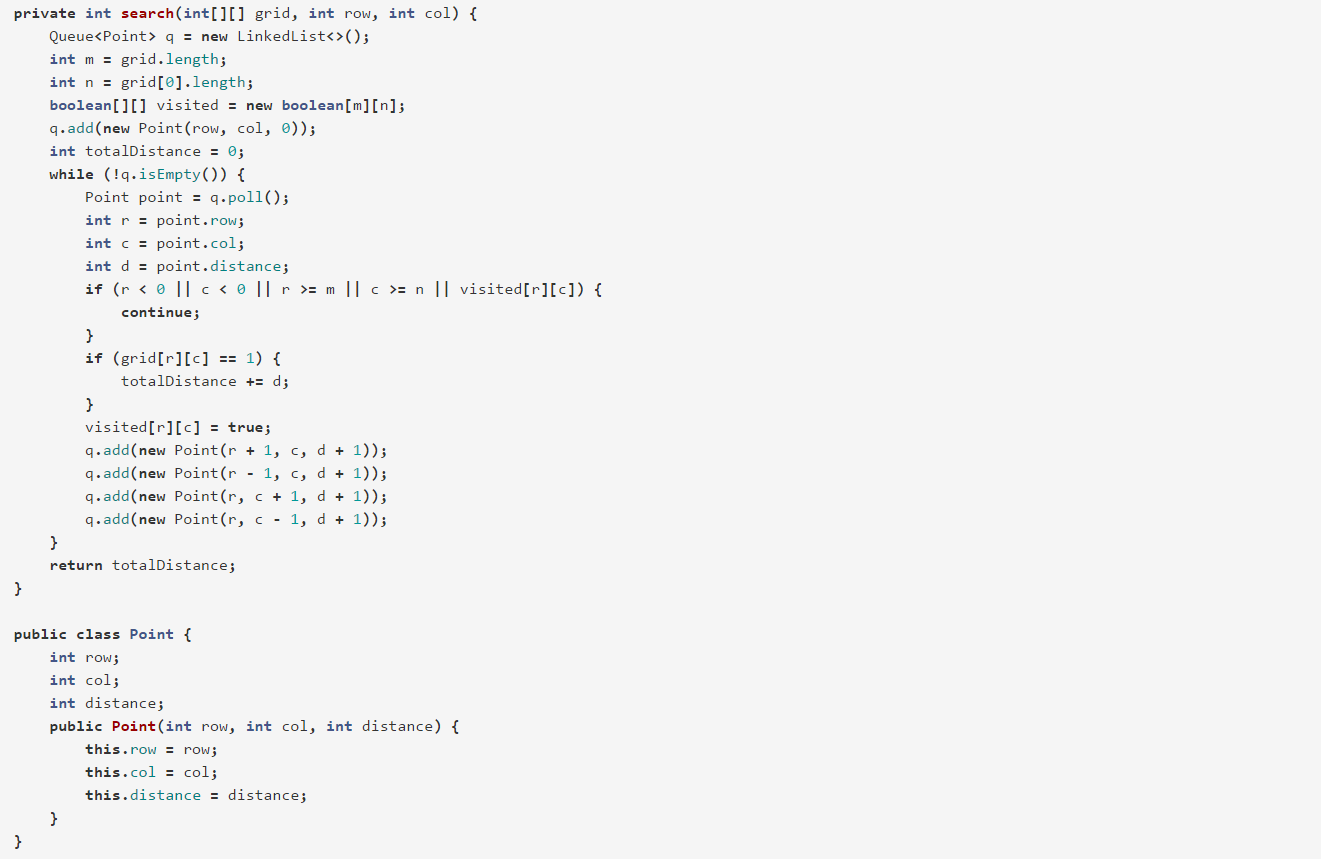 private int search(int[][] grid, int row, int col) {
    Queue<Point> q = new LinkedList<>();
    int m = grid.length;
    int n = grid[0].length;
    boolean[][] visited = new boolean[m][n];
    q.add(new Point(row, col, 0));
    int totalDistance = 0;
    while (!q.isEmpty()) {
        Point point = q.poll();
        int r = point.row;
        int c = point.col;
        int d = point.distance;
        if (r < 0 || c < 0 || r >= m || c >= n || visited[r][c]) {
            continue;
        }
        if (grid[r][c] == 1) {
            totalDistance += d;
        }
        visited[r][c] = true;
        q.add(new Point(r + 1, c, d + 1));
        q.add(new Point(r - 1, c, d + 1));
        q.add(new Point(r, c + 1, d + 1));
        q.add(new Point(r, c - 1, d + 1));
    }
    return totalDistance;
}

public class Point {
    int row;
    int col;
    int distance;
    public Point(int row, int col, int distance) {
        this.row = row;
        this.col = col;
        this.distance = distance;
    }
}